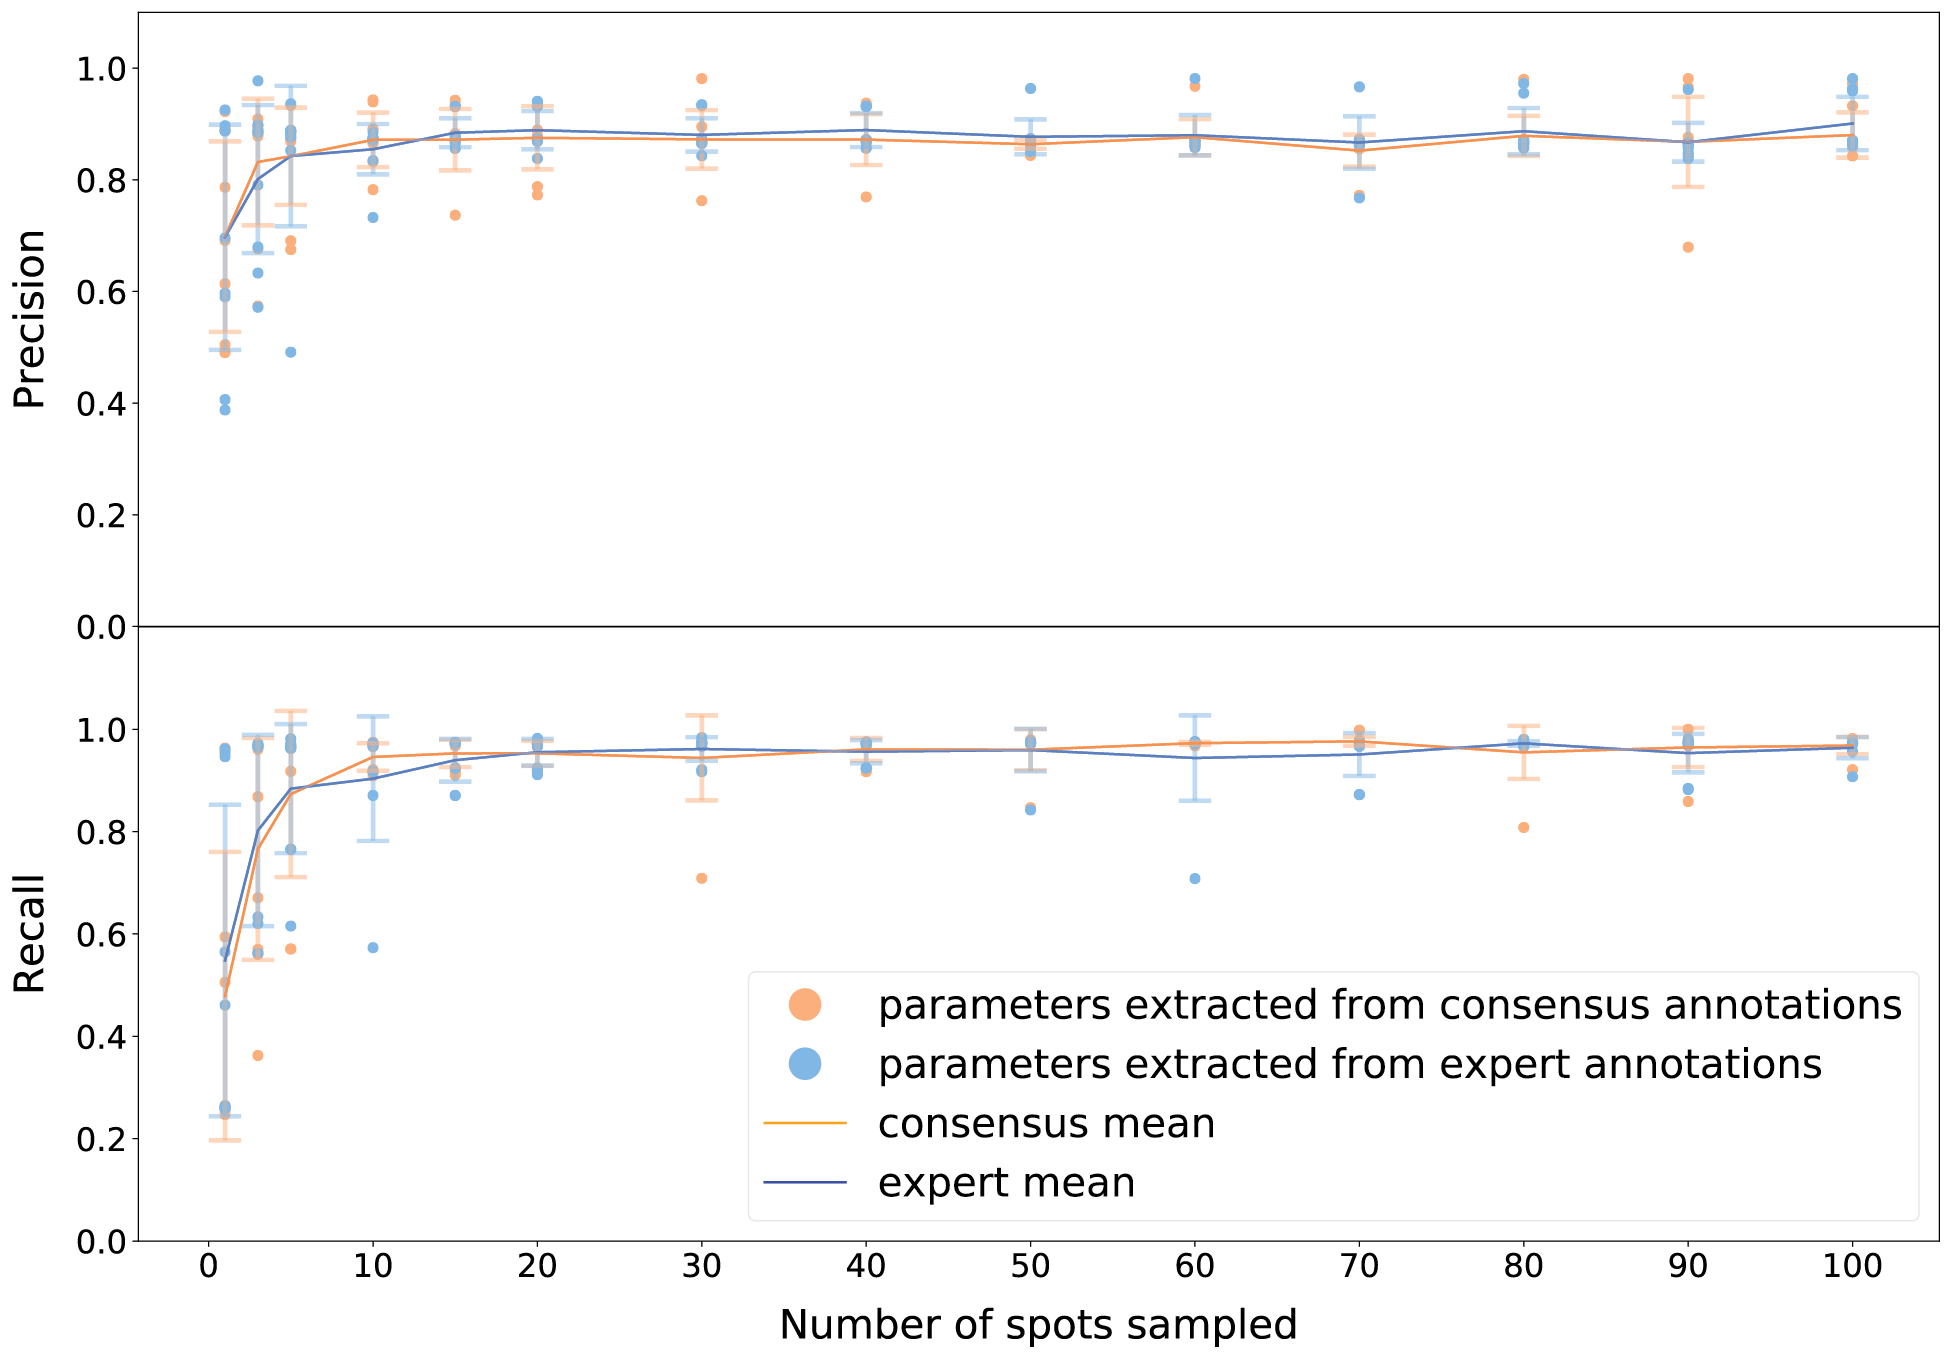 Precision
1.0
0.8
0.6
0.4
0.2
0.0
Recall
1.0
0.8
0.6
0.4
0.2
0.0
parameters extracted from consensus annotations
parameters extracted from expert annotations
consensus mean
expert mean
0 10 20 30 40 50 60 70 80 90 100
Number of spots sampled